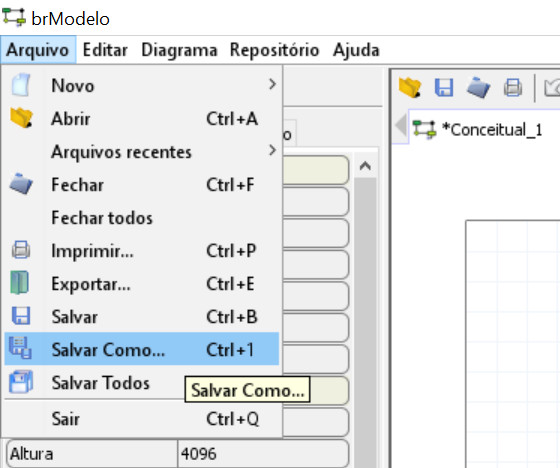 brModelo
Arquivo Editar Diagrama Repositório Ajuda
Novo
Abrir Ctrl+A
Arquivos recentes
Fechar Ctrl+F
Fechar todos
Imprimir... Ctrl+P
Exportar... Ctrl+E
Salvar Ctrl+B
Salvar Como... Ctrl+1
Salvar Todos
Salvar Como...
Sair Ctrl+Q
Altura 4096
o
*Conceitual_1